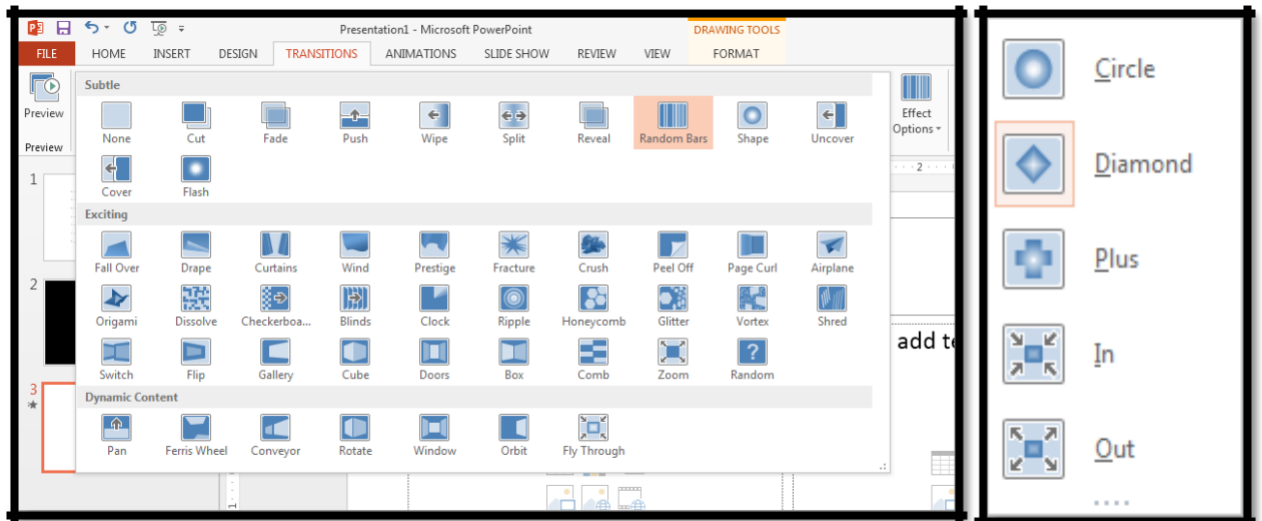 Presentation1 - Microsoft PowerPoint
DRAWING TOOLS
FILE HOME INSERT DESIGN TRANSITIONS ANIMATIONS SLIDE SHOW REVIEW VIEW FORMAT
Preview
Preview
Subtle
None Cut Fade Push Wipe Split Reveal Random Bars Shape Uncover
Cover Flash
Exciting
Fall Over Drape Curtains Wind Prestige Fracture Crush Peel Off Page Curl Airplane
Origami Dissolve Checkerboa... Blinds Clock Ripple Honeycomb Glitter Vortex Shred
Switch Flip Gallery Cube Doors Box Comb Zoom Random
Dynamic Content
Pan Ferris Wheel Conveyor Rotate Window Orbit Fly Through
Effect
Options
2
1
2
3
add
Circle
Diamond
Plus
In
Out